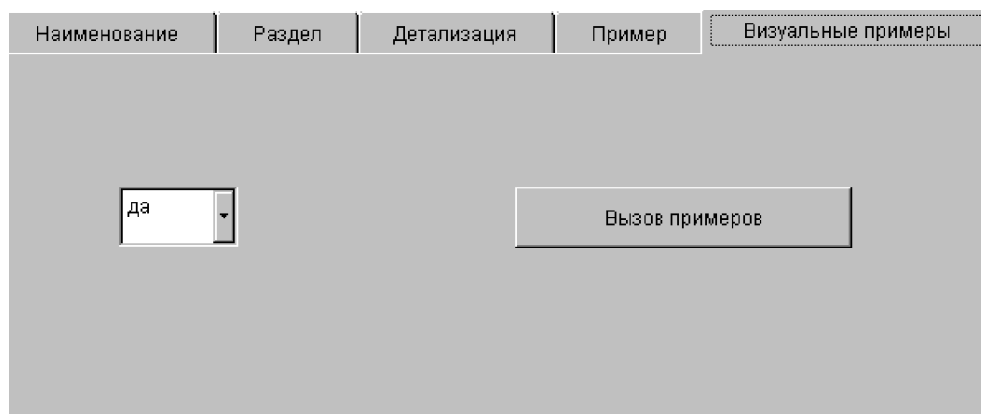 Наименование Раздел Детализация Пример Визуальные примеры
да Вызов примеров